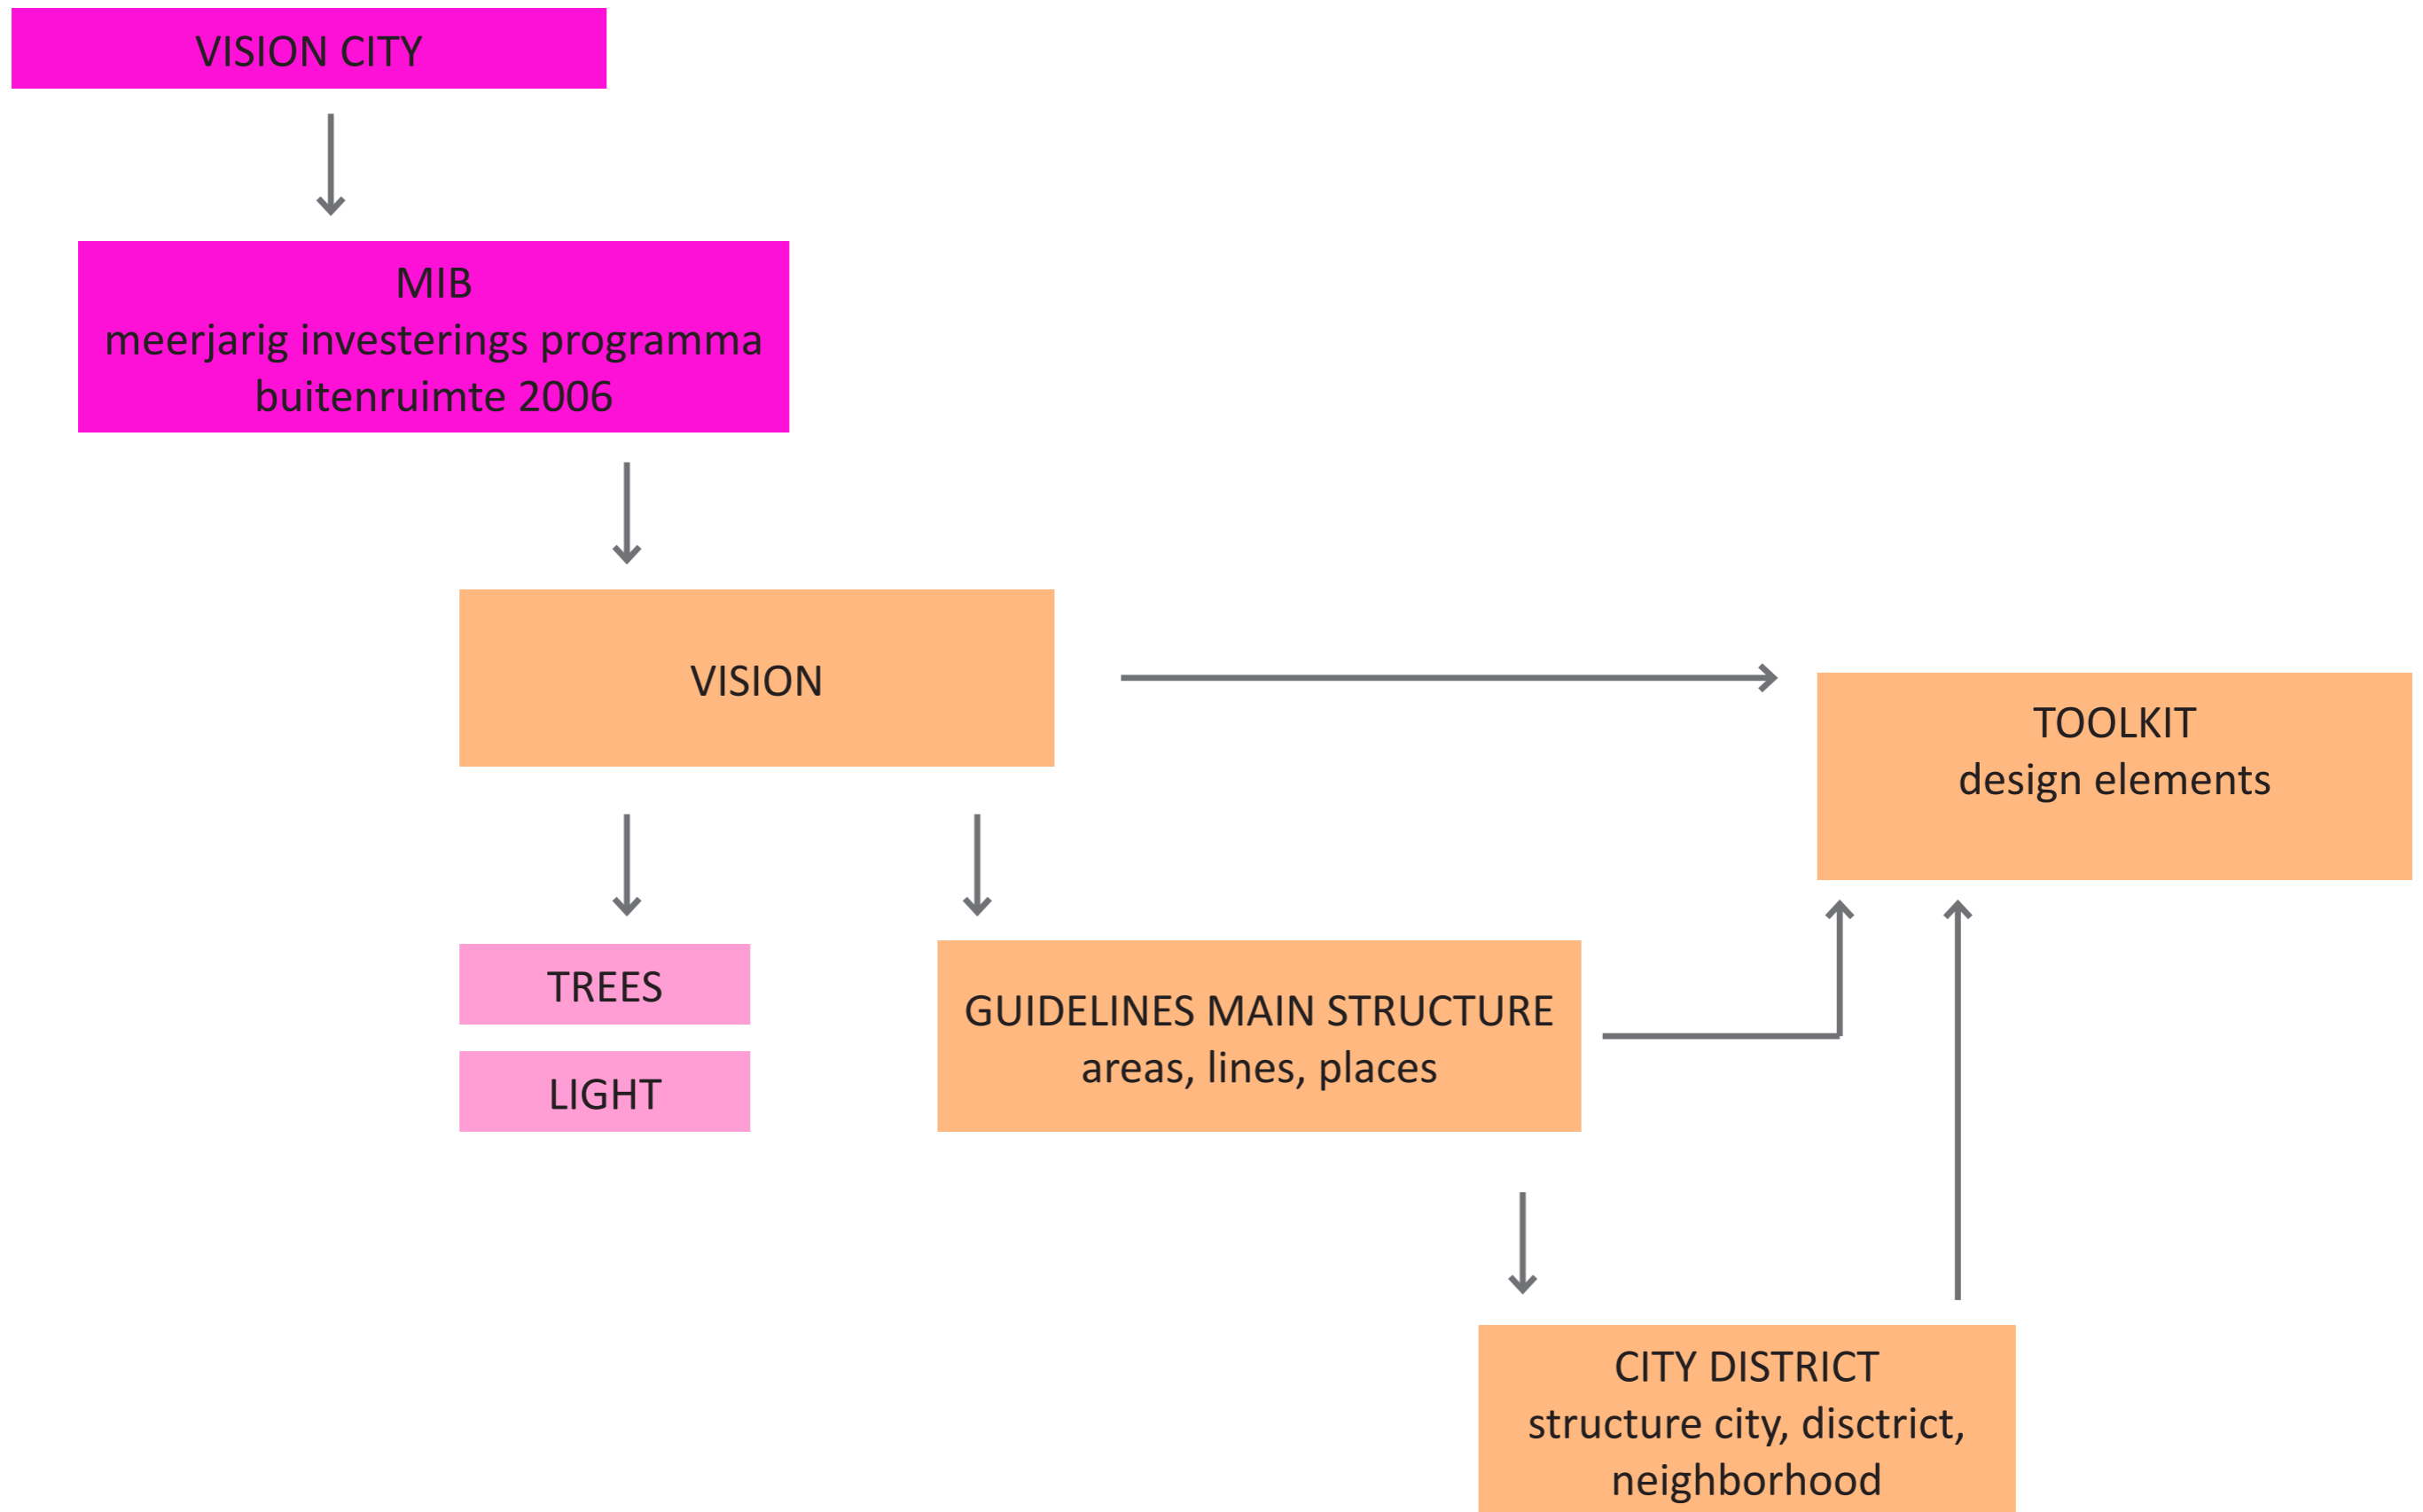 VISION CITY
MIB
meerjarig investerings programma
buitenruimte 2006
VISION
TOOLKIT
design elements
TREES
LIGHT
GUIDELINES MAIN STRUCTURE
areas, lines, places
CITY DISTRICT
structure city, disctrict,
neighborhood